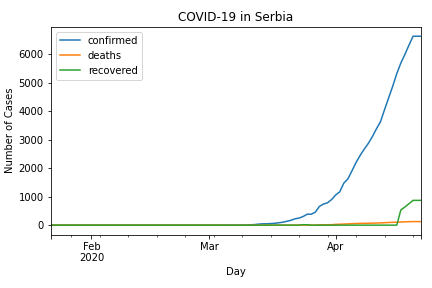 COVID-19 in Serbia
confirmed
deaths
recovered
Number of Cases
6000
5000
4000
3000
2000
1000
0
Feb
2020
Mar
Apr
Day